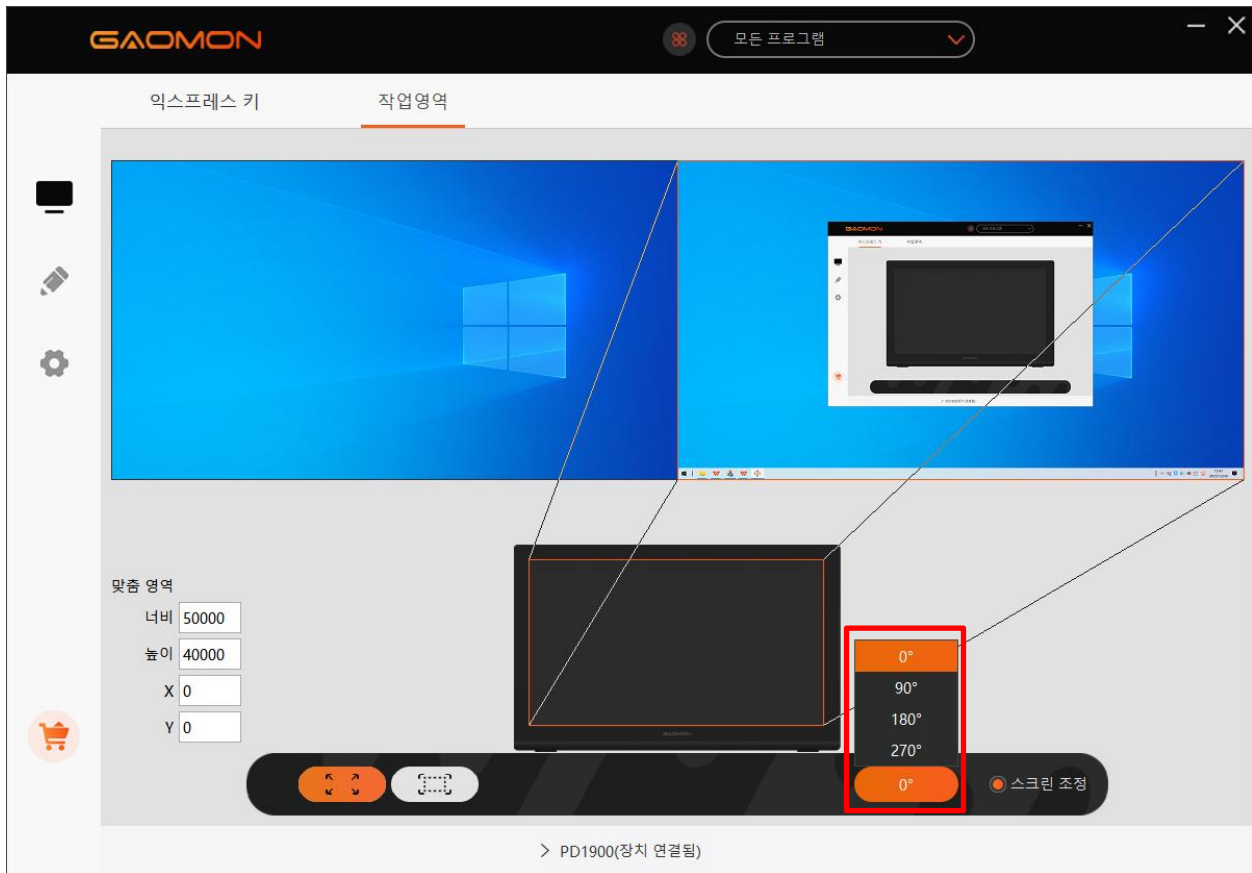 GAOMON
모든 프로그램
익스프레스 키
작업영역
GAOMON
맞춤 영역
너비 50000
높이 40000
X 0
Y 0
GAOMON
0°
90°
180°
270°
0°
스크린 조정
PD1900(장치 연결됨)